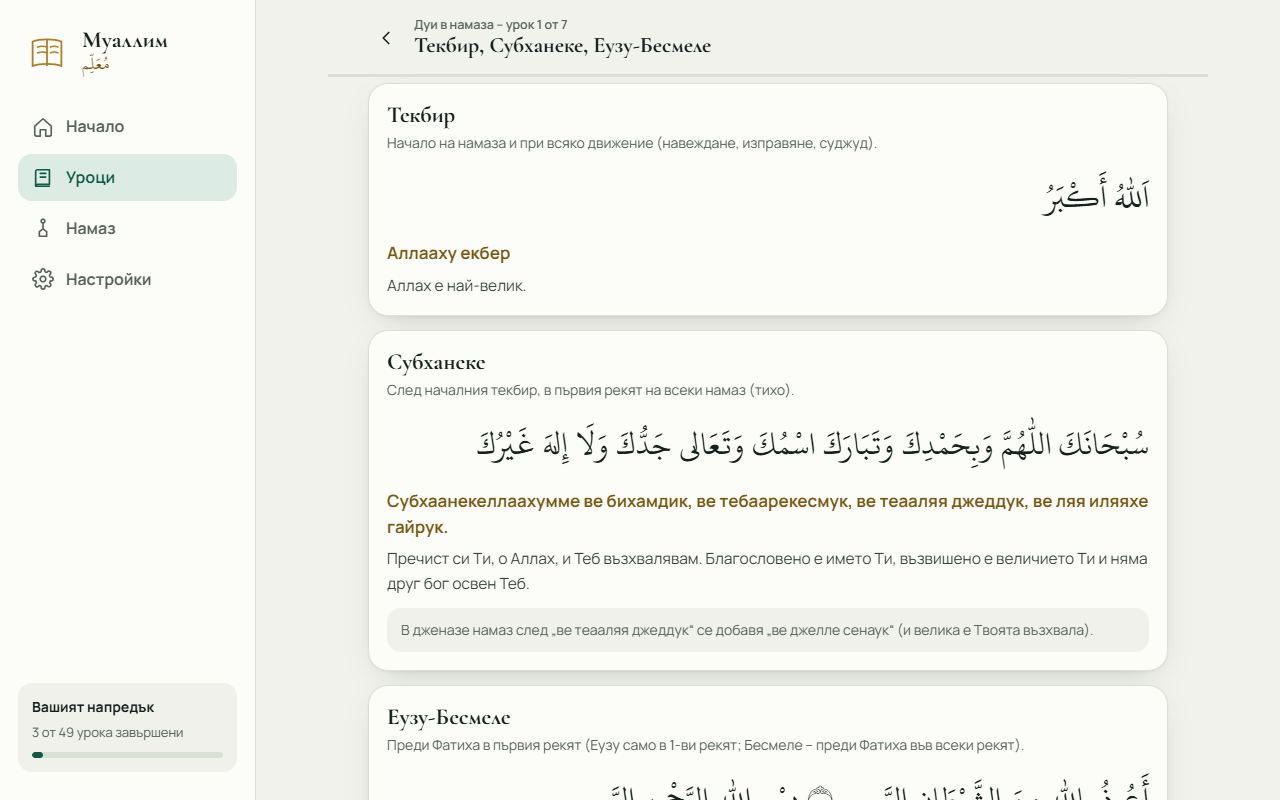 Муаллим
مُعَلِّم
Начало
Уроци
Намаз
Настройки
Вашият напредък
3 от 49 урока завършени
Дуи в намаза – урок 1 от 7
Текбир, Субханеке, Еузу-Бесмеле
Текбир
Начало на намаза и при всяко движение (навеждане, изправяне, суджуд).
اَللّٰهُ أَكْبَرُ
Аллааху екбер
Аллах е най-велик.
Субханеке
След началния текбир, в първия рекят на всеки намаз (тихо).
سُبْحَانَكَ اللّٰهُمَّ وَبِحَمْدِكَ وَتَبَارَكَ اسْمُكَ وَتَعَالٰى جَدُّكَ وَلَا إِلٰهَ غَيْرُكَ
Субхаанекеллаахумме ве бихамдик, ве тебаарекесмук, ве теааляя джеддук, ве ляя иляяхе
гайрук.
Пречист си Ти, о Аллах, и Теб възхвалявам. Благословено е името Ти, възвишено е величието Ти и няма
друг бог освен Теб.
В дженазе намаз след „ве теааляя джеддук“ се добавя „ве джелле сенаук“ (и велика е Твоята възхвала).
Еузу-Бесмеле
Преди Фатиха в първия рекят (Еузу само в 1-ви рекят; Бесмеле – преди Фатиха във всеки рекят).